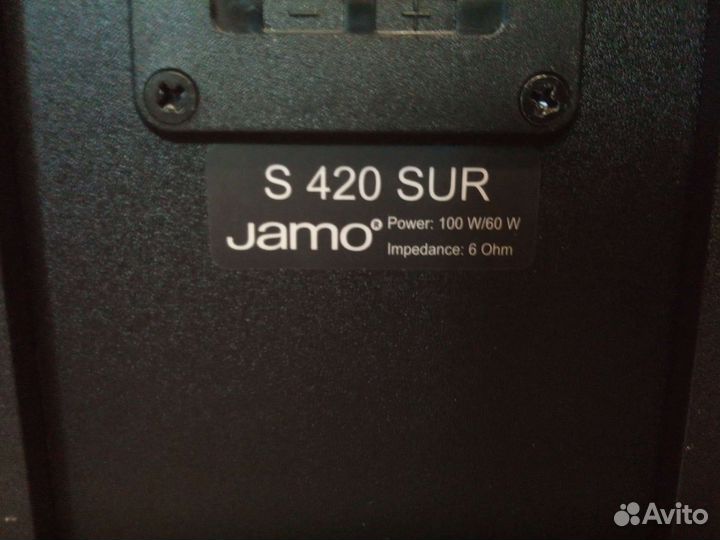 − +
S 420 SUR
Jamo® Power: 100 W/60 W
Impedance: 6 Ohm
Avito